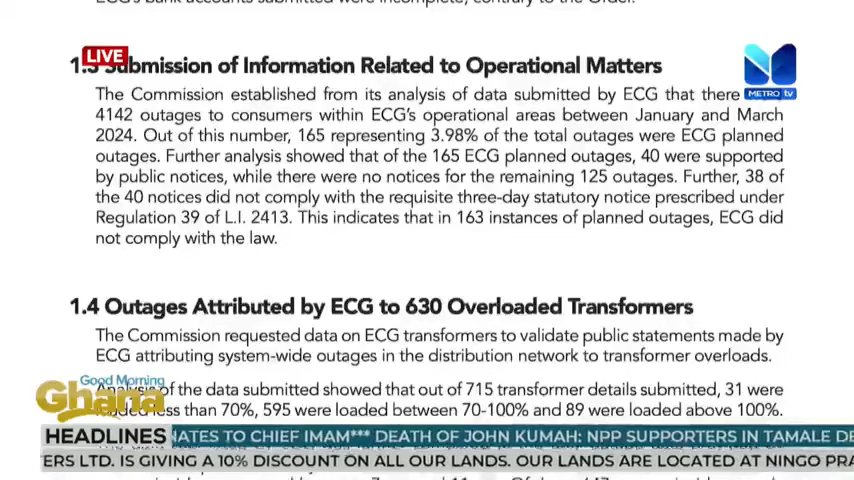 ECG's bank accounts submitted were incomplete, contrary to the Order.
LIVE
1.3 Submission of Information Related to Operational Matters
METRO tv
The Commission established from its analysis of data submitted by ECG that there
4142 outages to consumers within ECG's operational areas between January and March
2024. Out of this number, 165 representing 3.98% of the total outages were ECG planned
outages. Further analysis showed that of the 165 ECG planned outages, 40 were supported
by public notices, while there were no notices for the remaining 125 outages. Further, 38 of
the 40 notices did not comply with the requisite three-day statutory notice prescribed under
Regulation 39 of L.I. 2413. This indicates that in 163 instances of planned outages, ECG did
not comply with the law.
1.4 Outages Attributed by ECG to 630 Overloaded Transformers
The Commission requested data on ECG transformers to validate public statements made by
ECG attributing system-wide outages in the distribution network to transformer overloads.
Good Morning
Ghana
Analysis of the data submitted showed that out of 715 transformer details submitted, 31 were
loaded less than 70%, 595 were loaded between 70-100% and 89 were loaded above 100%.
HEADLINES
NATES TO CHIEF IMAM*** DEATH OF JOHN KUMAH: NPP SUPPORTERS IN TAMALE DE
ERS LTD. IS GIVING A 10% DISCOUNT ON ALL OUR LANDS. OUR LANDS ARE LOCATED AT NINGO PRA